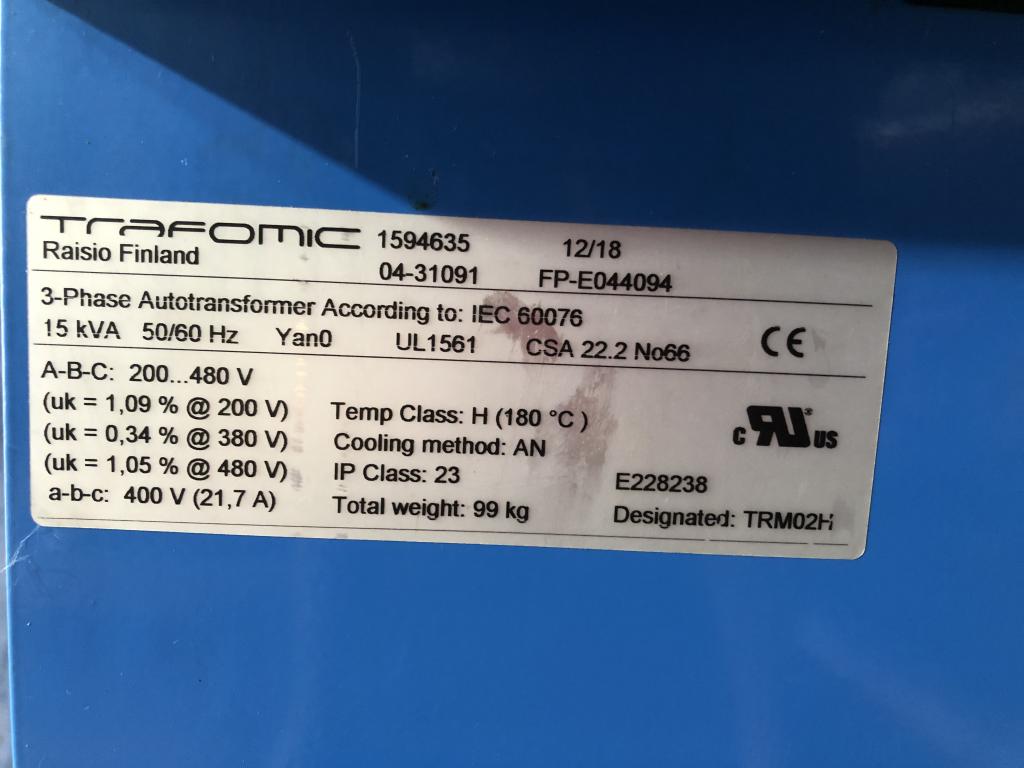 TRAFOMIC 1594635 12/18
Raisio Finland 04-31091 FP-E044094
3-Phase Autotransformer According to: IEC 60076
15 kVA 50/60 Hz Yan0 UL1561 CSA 22.2 No66 CE
A-B-C: 200...480 V
(uk = 1,09 % @ 200 V) Temp Class: H (180 °C )
(uk = 0,34 % @ 380 V) Cooling method: AN
(uk = 1,05 % @ 480 V) IP Class: 23
a-b-c: 400 V (21,7 A) Total weight: 99 kg
c RU ® US
E228238
Designated: TRM02H